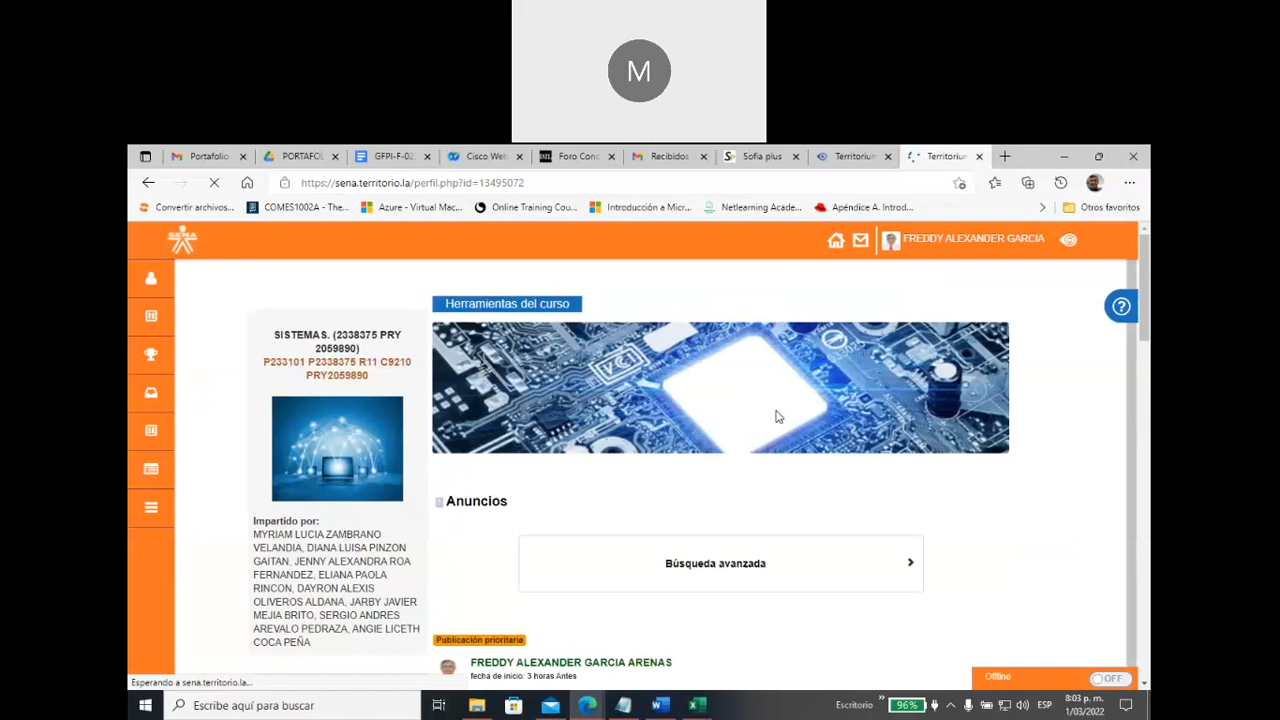 M
Portafolio
PORTAFOL
GFPI-F-02
Cisco Web
Foro Conc
Recibidos
Sofia plus
Territorium
Territorium
https://sena.territorio.la/perfil.php?id=13495072
Convertir archivos...
COMES1002A - The...
Azure - Virtual Mac...
Online Training Cou...
Introducción a Micr...
Netlearning Acade...
Apéndice A. Introd...
Otros favoritos
SENA
FREDDY ALEXANDER GARCIA
Herramientas del curso
SISTEMAS. (2338375 PRY
2059890)
P233101 P2338375 R11 C9210
PRY2059890
Anuncios
Impartido por:
MYRIAM LUCIA ZAMBRANO
VELANDIA, DIANA LUISA PINZON
GAITAN, JENNY ALEXANDRA ROA
FERNANDEZ, ELIANA PAOLA
RINCON, DAYRON ALEXIS
OLIVEROS ALDANA, JARBY JAVIER
MEJIA BRITO, SERGIO ANDRES
AREVALO PEDRAZA, ANGIE LICETH
COCA PEÑA
Búsqueda avanzada
Publicación prioritaria
FREDDY ALEXANDER GARCIA ARENAS
fecha de inicio: 3 horas Antes
Offline
OFF
Esperando a sena.territorio.la...
Escribe aquí para buscar
Escritorio
96%
ESP
8:03 p. m.
1/03/2022